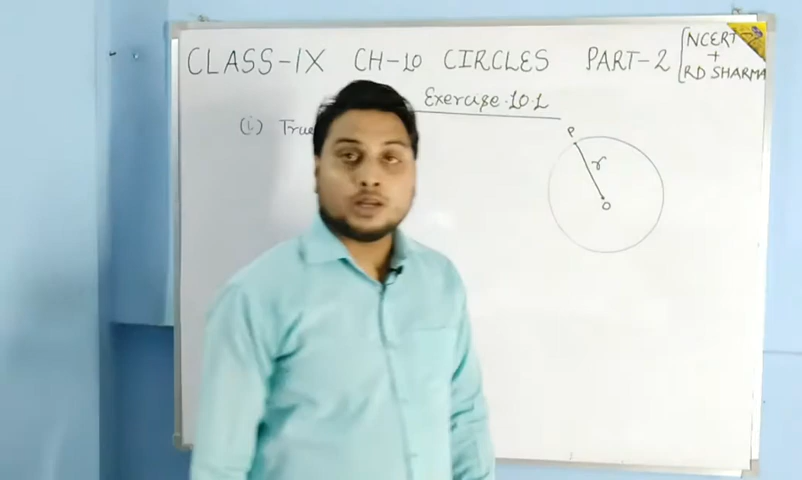 CLASS-IX CH-10 CIRCLES PART-2 [NCERT
+
RD SHARMA
Exercise.10.1
(i) True
P
r
O